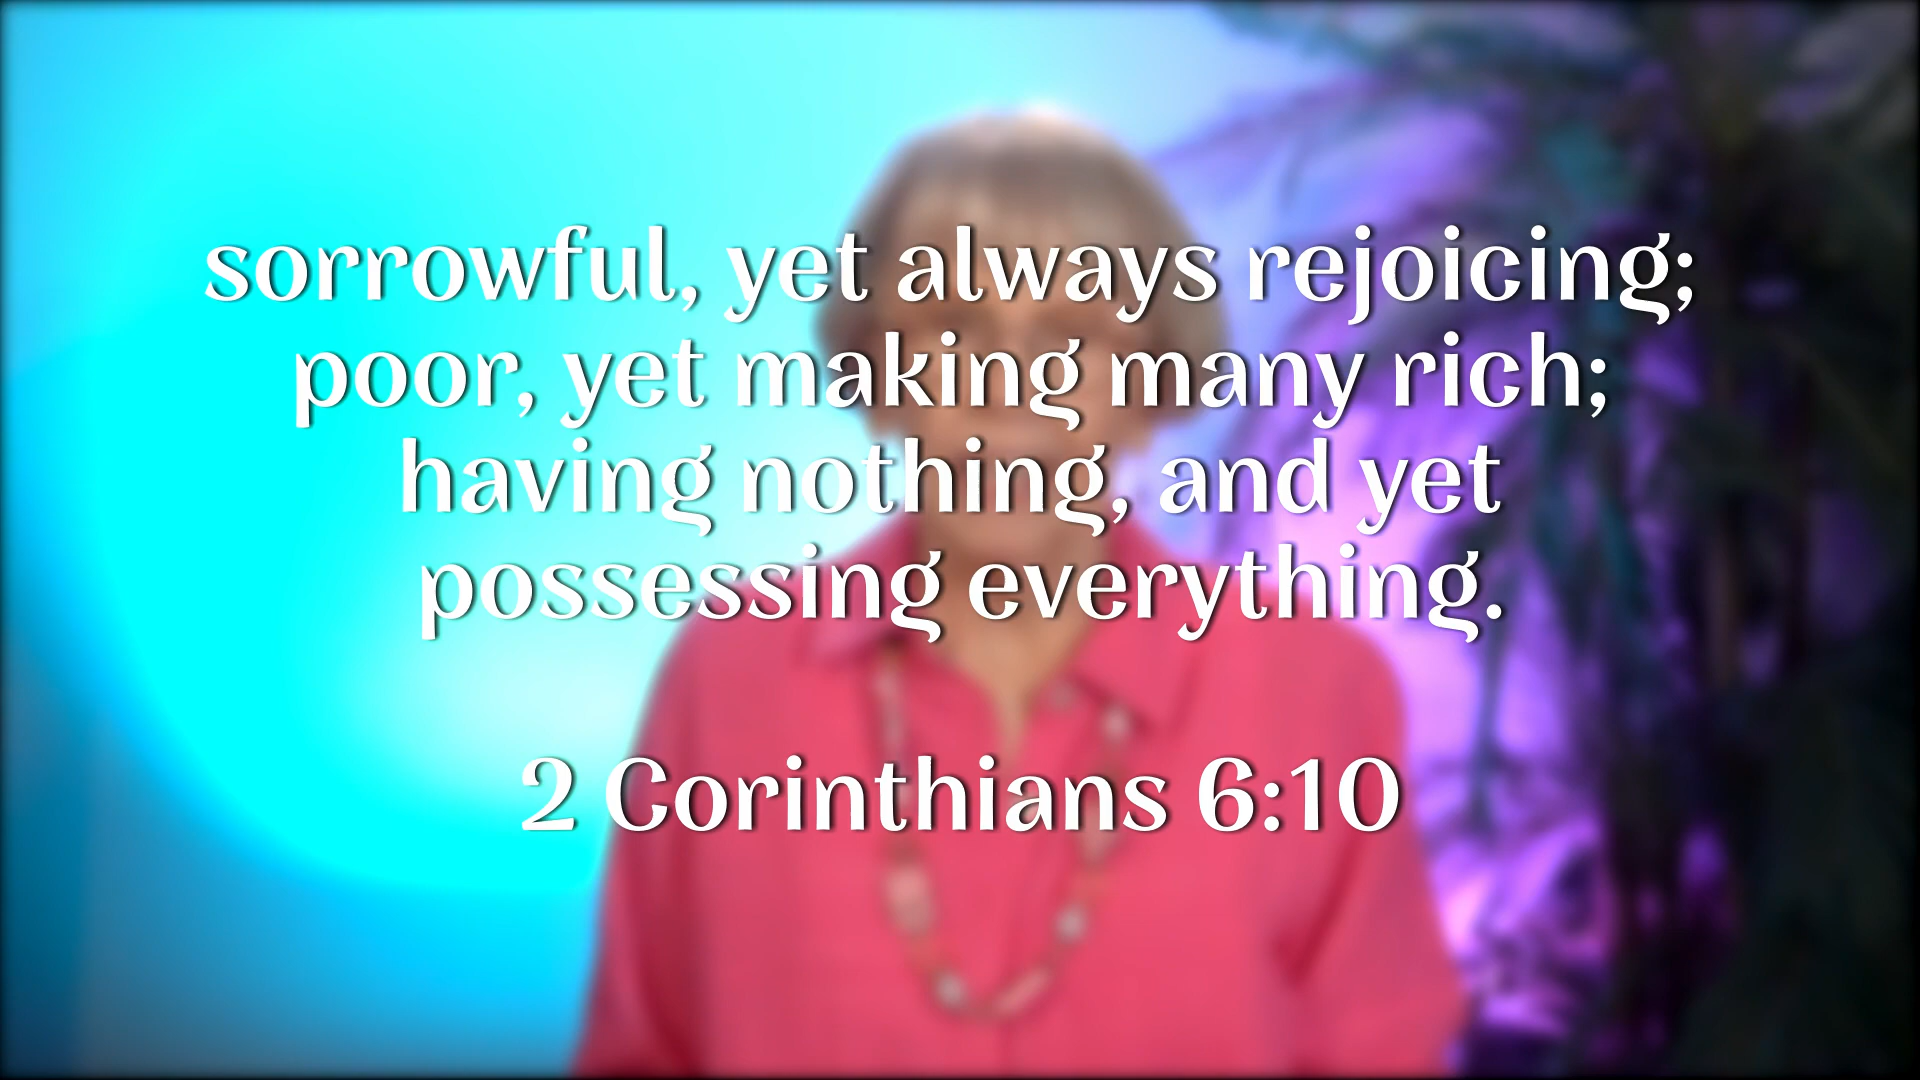 sorrowful, yet always rejoicing;
poor, yet making many rich;
having nothing, and yet
possessing everything.
2 Corinthians 6:10